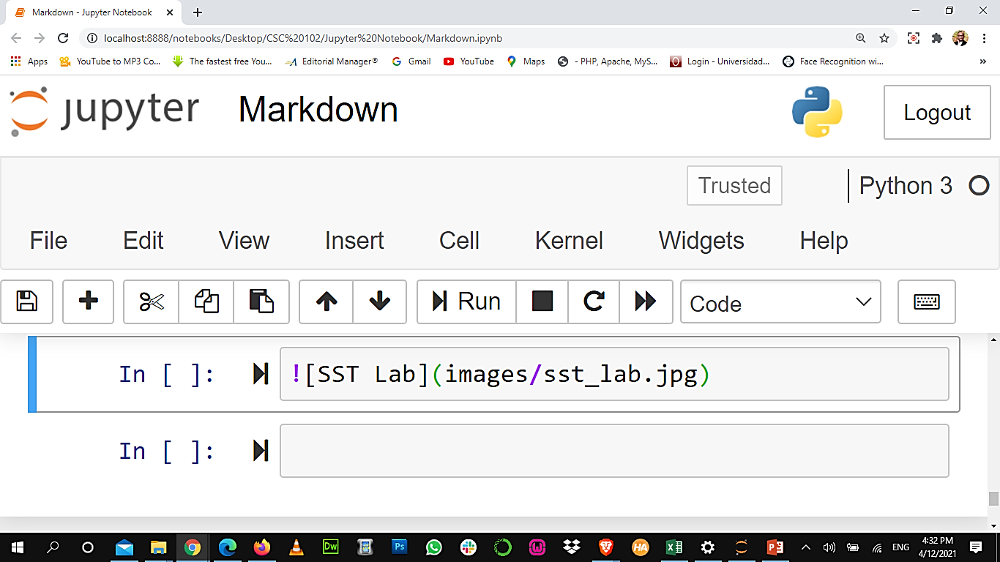 Markdown - Jupyter Notebook
localhost:8888/notebooks/Desktop/CSC%20102/Jupyter%20Notebook/Markdown.ipynb
Apps YouTube to MP3 Co... The fastest free You... Editorial Manager® Gmail YouTube Maps - PHP, Apache, MyS... Login - Universidad... Face Recognition wi... »
jupyter Markdown Logout
Trusted Python 3
File Edit View Insert Cell Kernel Widgets Help
Run Code
In [ ]: ![SST Lab](images/sst_lab.jpg)
In [ ]:
Dw Ps HA ENG 4:32 PM
4/12/2021